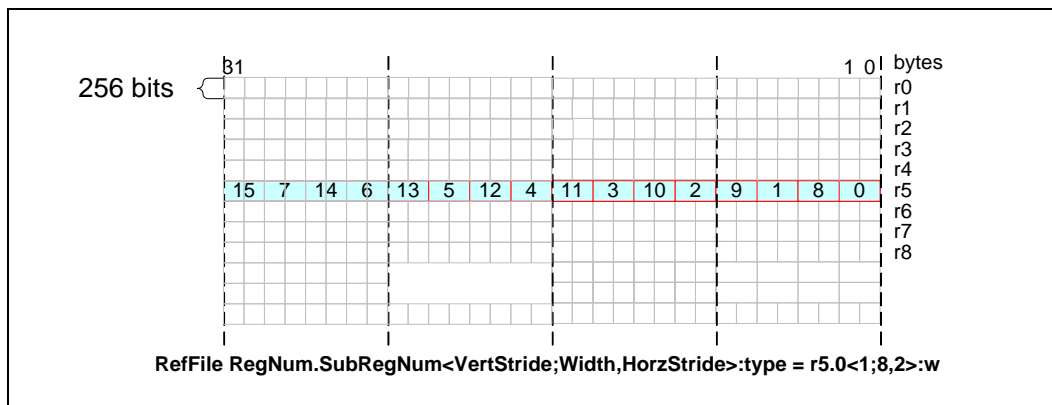 31 1 0 bytes
256 bits r0
r1
r2
r3
r4
15 7 14 6 13 5 12 4 11 3 10 2 9 1 8 0 r5
r6
r7
r8
RefFile RegNum.SubRegNum<VertStride;Width,HorzStride>:type = r5.0<1;8,2>:w